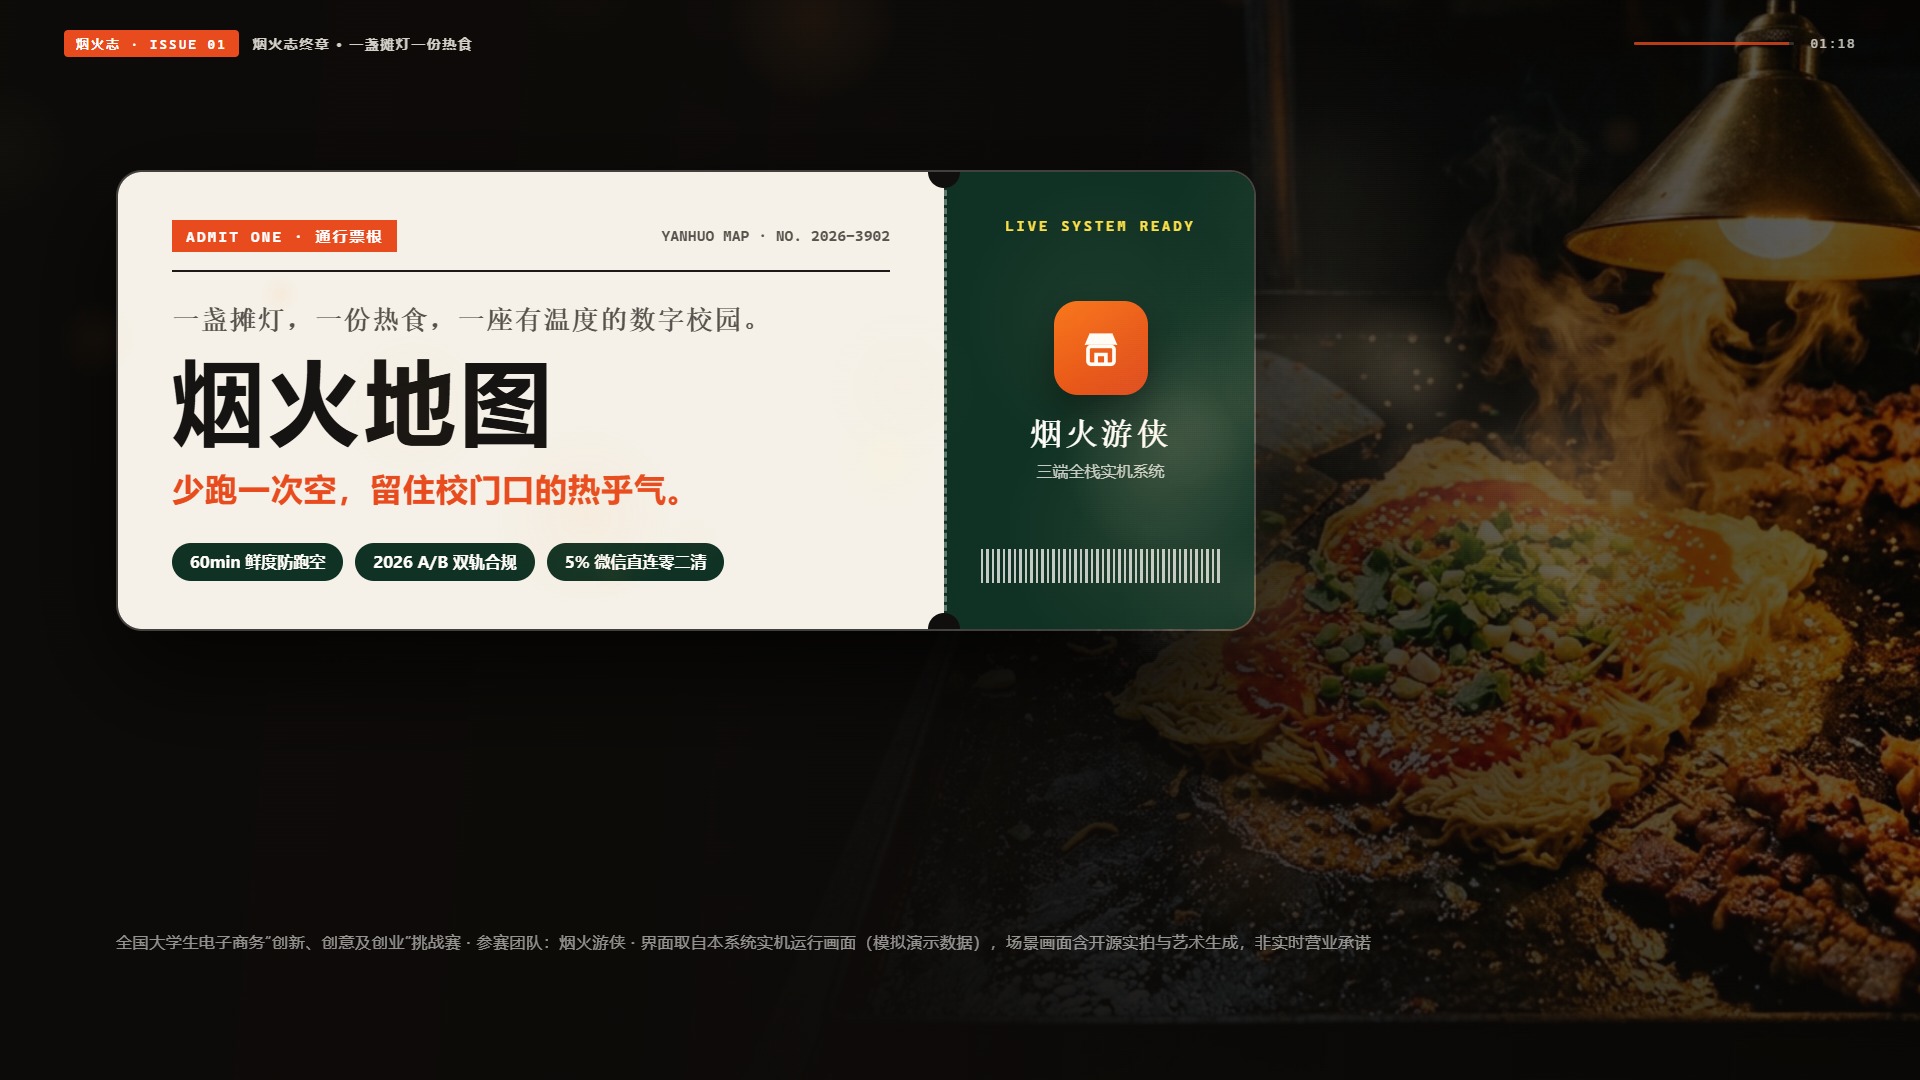 烟火志 · ISSUE 01
烟火志终章 • 一盏摊灯一份热食
01:18
ADMIT ONE · 通行票根
YANHUO MAP · NO. 2026-3902
一盏摊灯，一份热食，一座有温度的数字校园。
烟火地图
少跑一次空，留住校门口的热乎气。
60min 鲜度防跑空
2026 A/B 双轨合规
5% 微信直连零二清
LIVE SYSTEM READY
烟火游侠
三端全栈实机系统
全国大学生电子商务"创新、创意及创业"挑战赛 · 参赛团队：烟火游侠 · 界面取自本系统实机运行画面（模拟演示数据），场景画面含开源实拍与艺术生成，非实时营业承诺